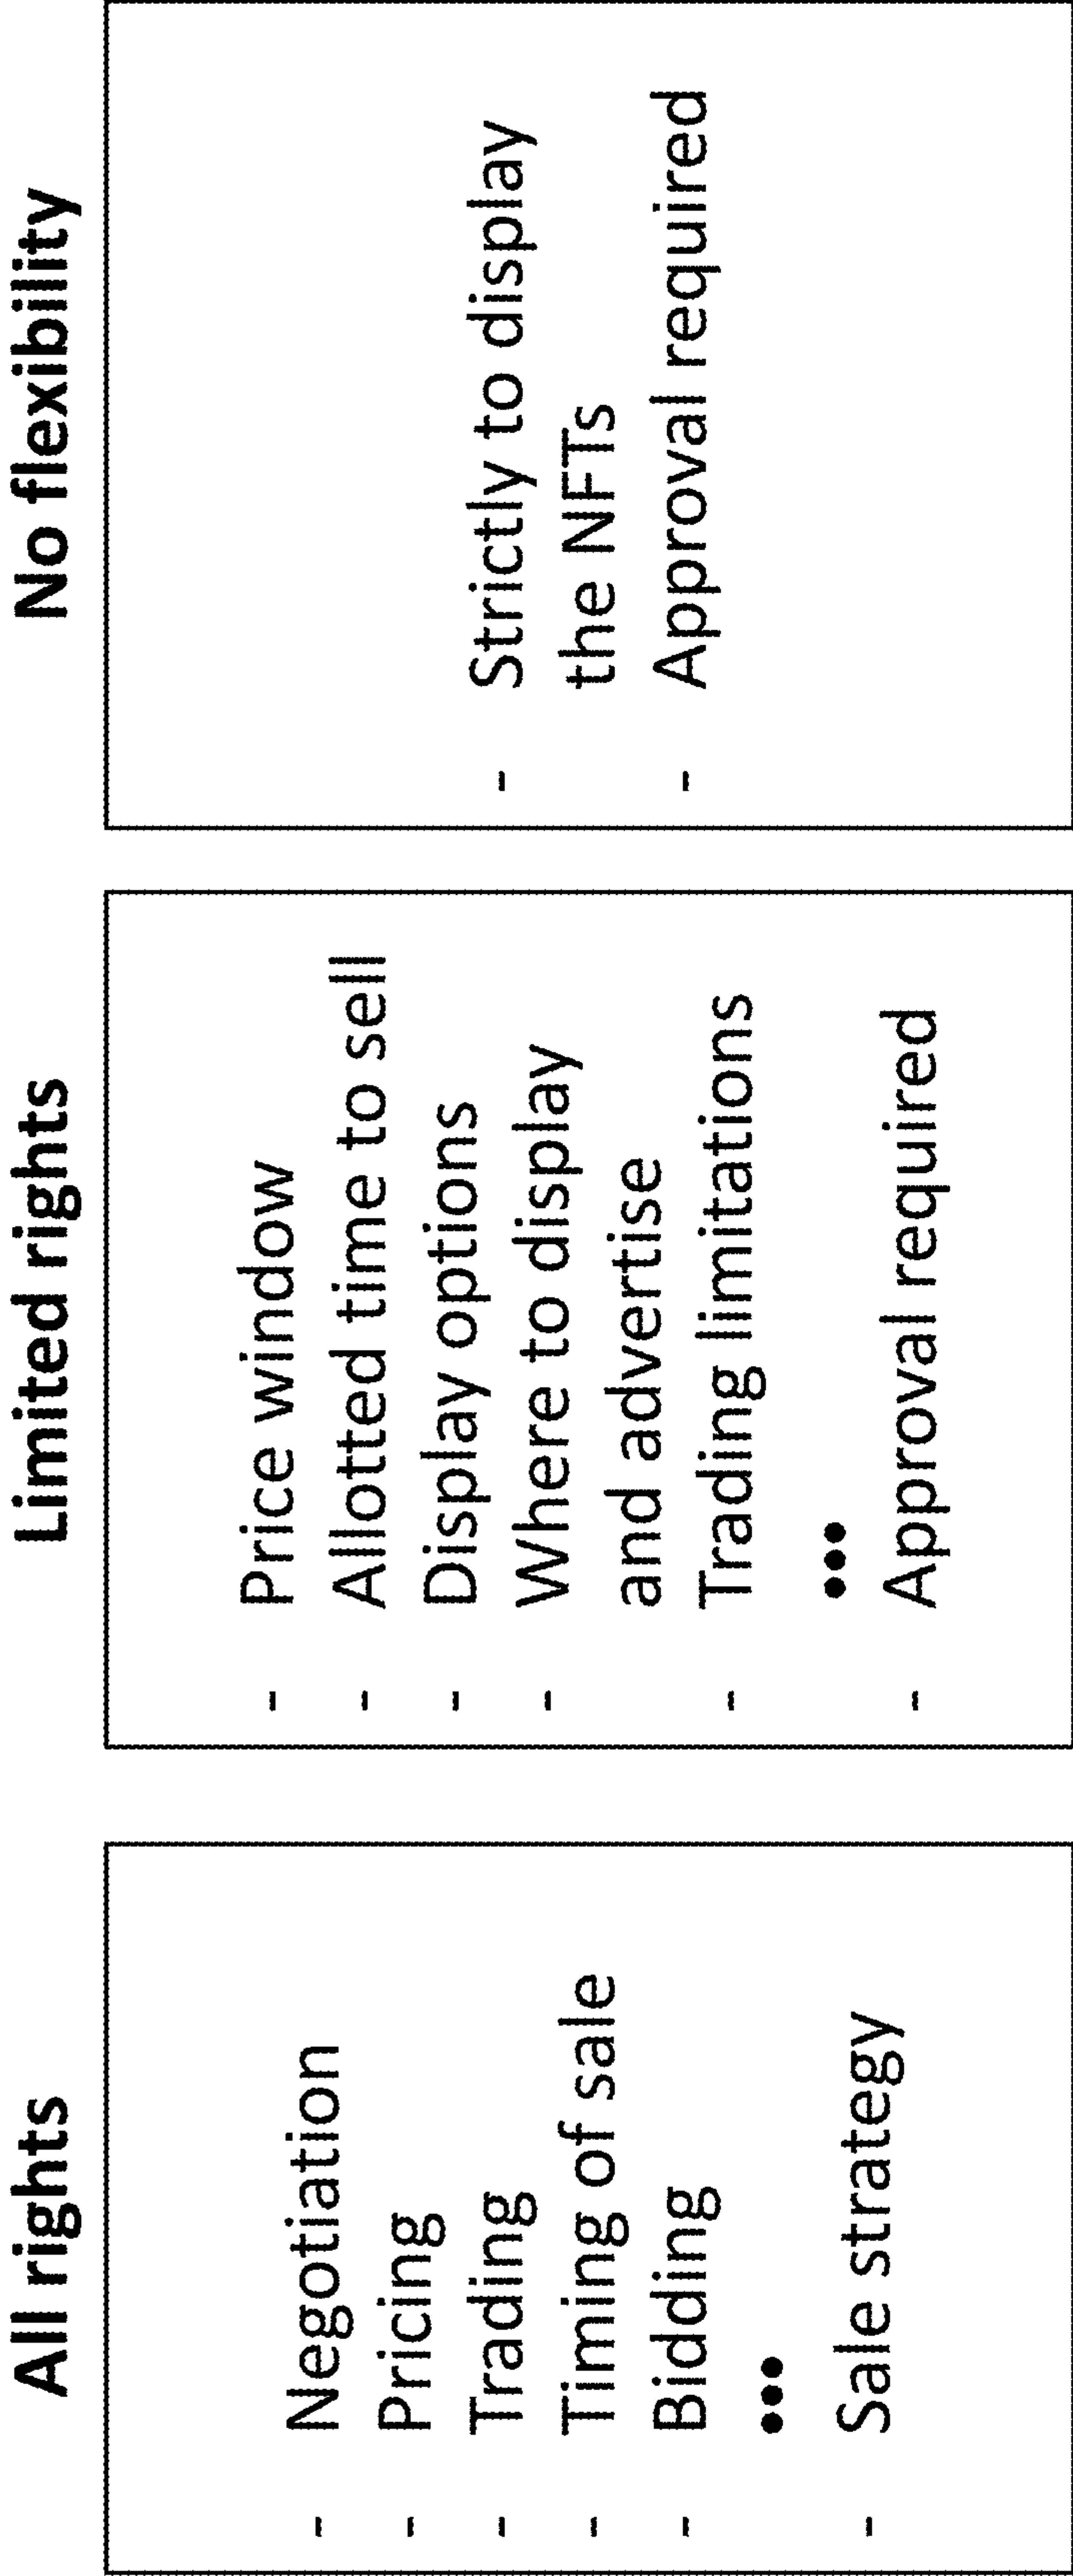 All rights
- Negotiation
- Pricing
- Trading
- Timing of sale
- Bidding
•••
- Sale strategy
Limited rights
- Price window
- Allotted time to sell
- Display options
- Where to display
and advertise
- Trading limitations
•••
- Approval required
No flexibility
- Strictly to display
the NFTs
- Approval required